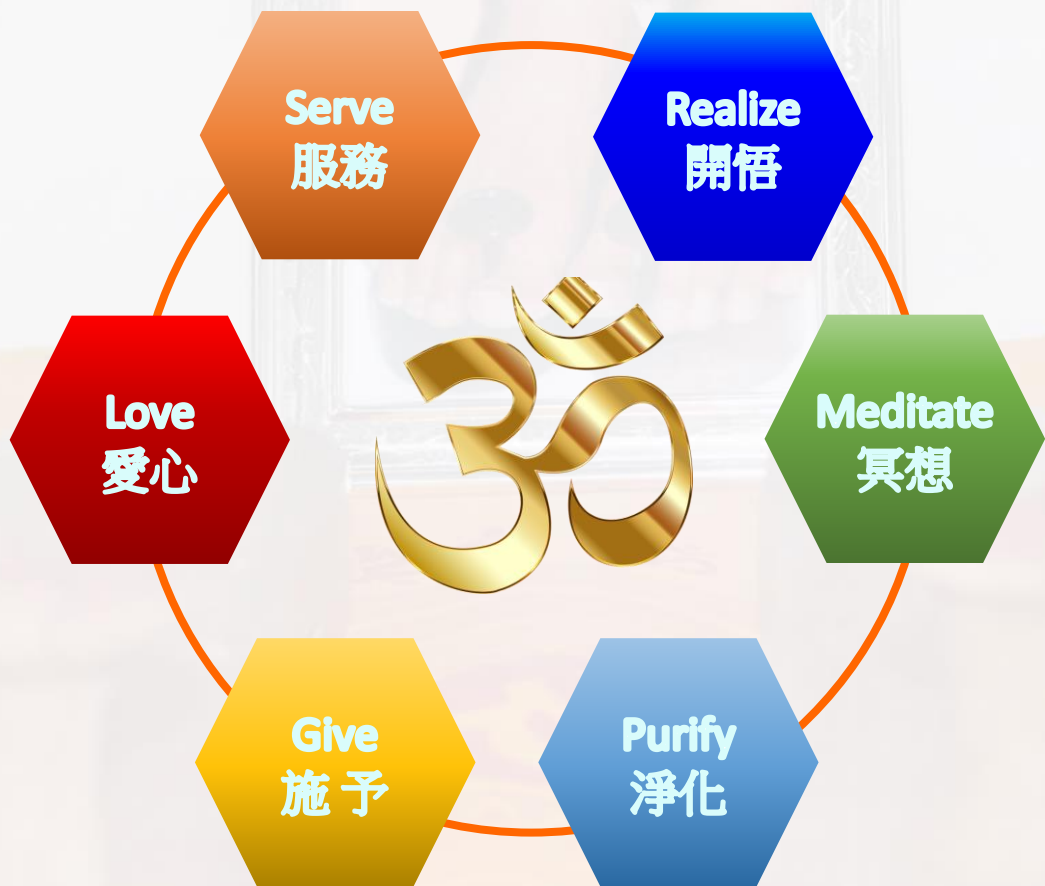 Serve
服務
Realize
開悟
Love
愛心
ॐ
Meditate
冥想
Give
施 予
Purify
淨化